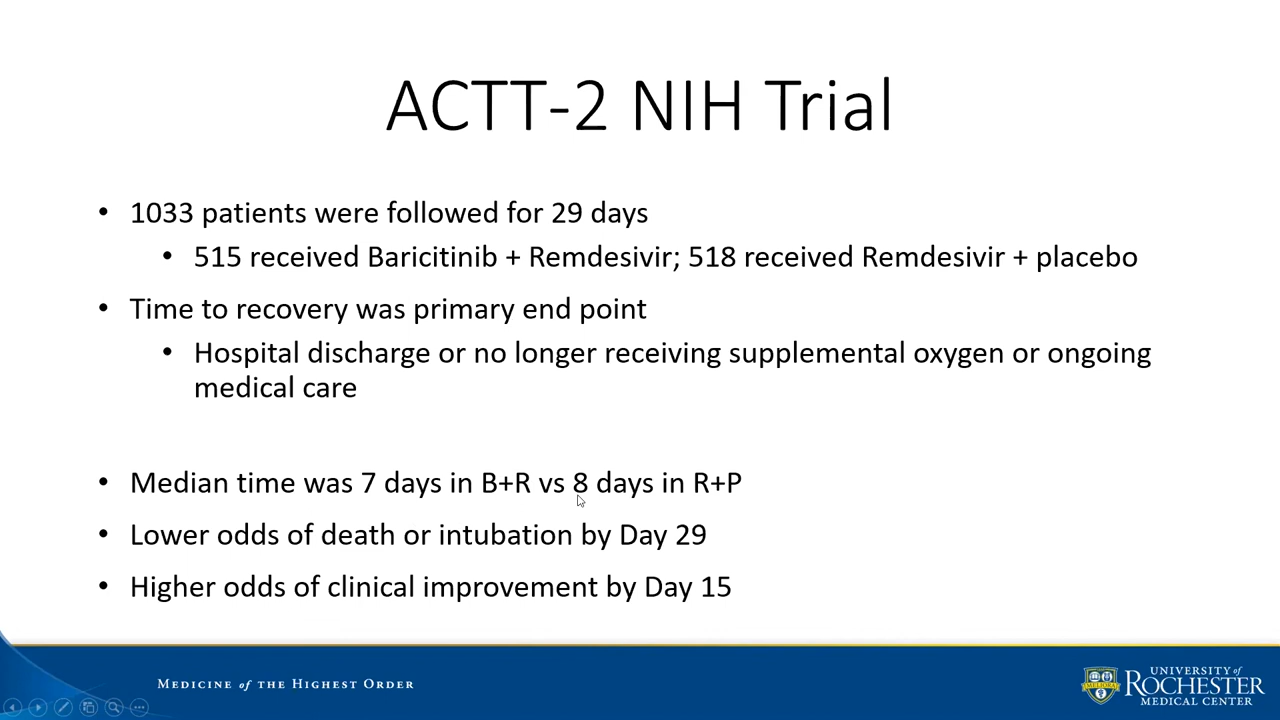 ACTT-2 NIH Trial
• 1033 patients were followed for 29 days
• 515 received Baricitinib + Remdesivir; 518 received Remdesivir + placebo
• Time to recovery was primary end point
• Hospital discharge or no longer receiving supplemental oxygen or ongoing
medical care
• Median time was 7 days in B+R vs 8 days in R+P
• Lower odds of death or intubation by Day 29
• Higher odds of clinical improvement by Day 15
MEDICINE of THE HIGHEST ORDER
MELIORA
UNIVERSITY of
ROCHESTER
MEDICAL CENTER